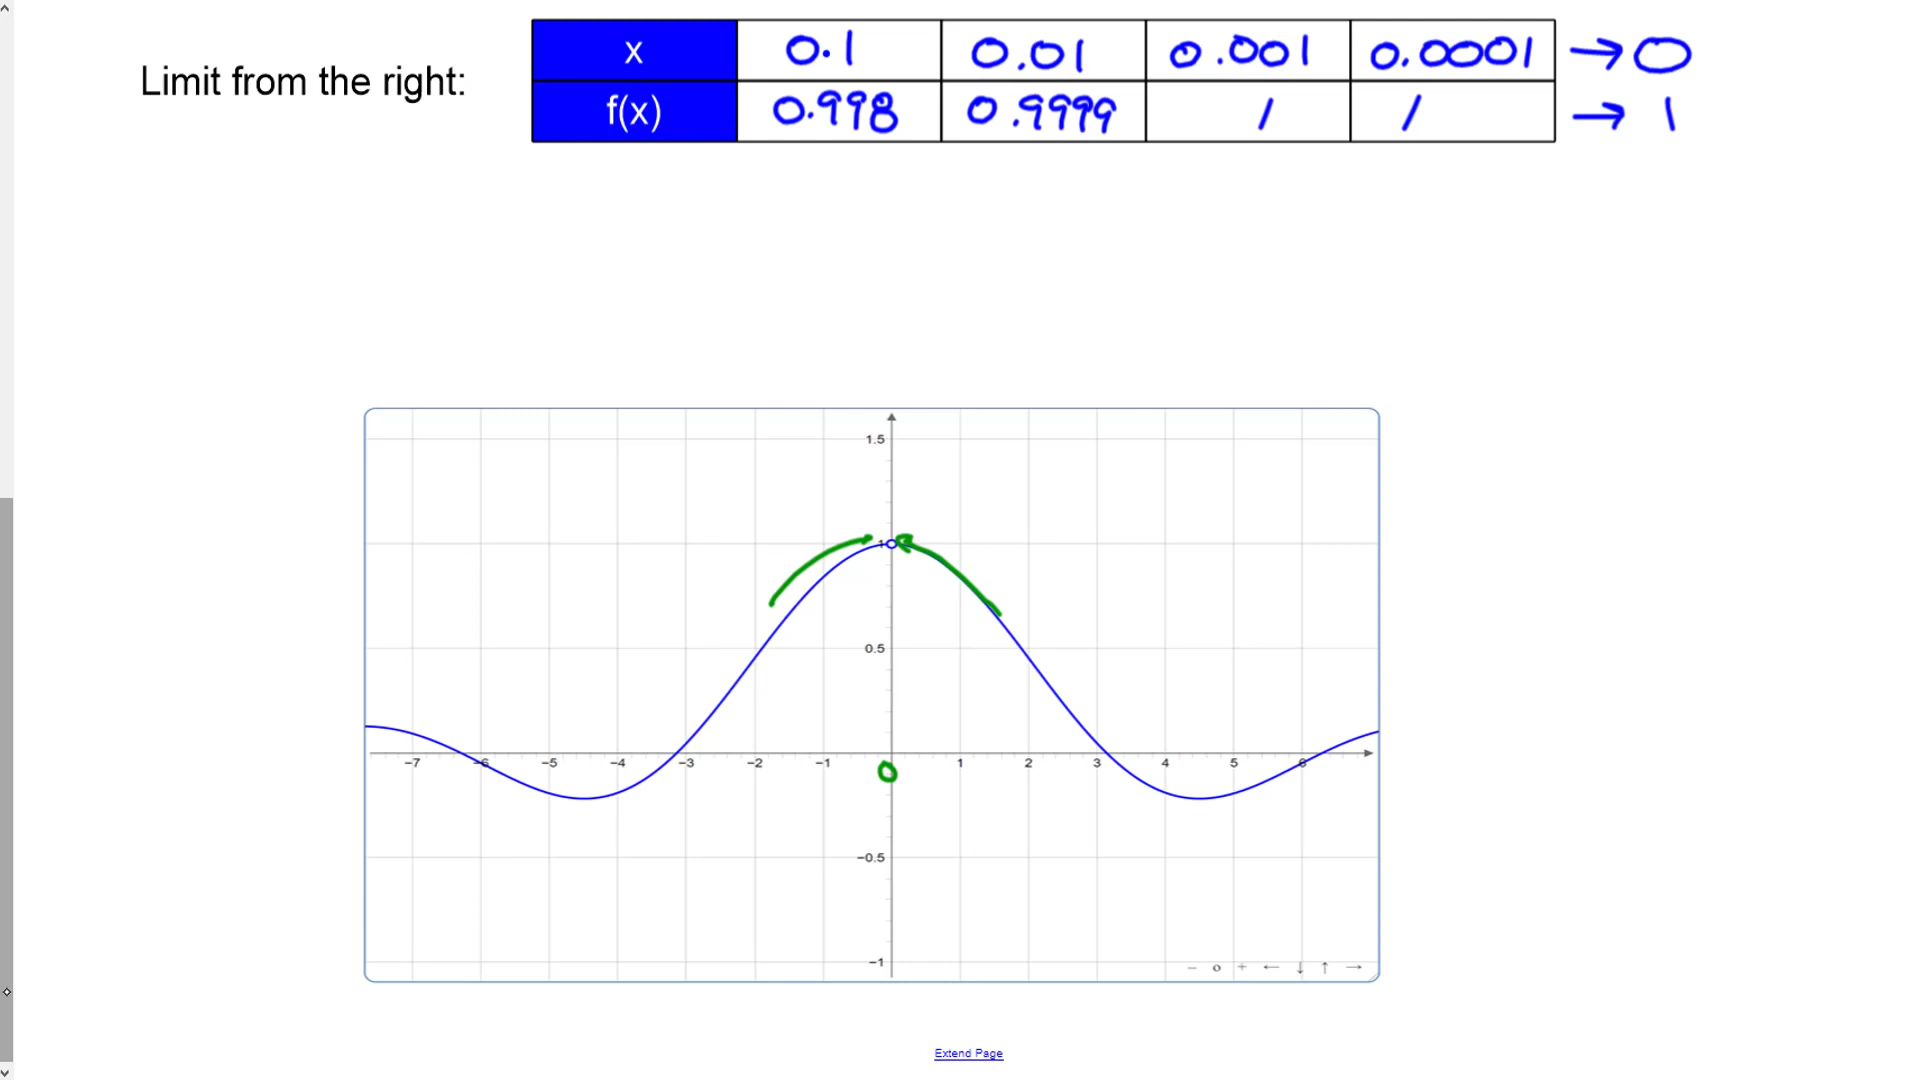 x 0.1 0.01 0.001 0.0001 → 0
Limit from the right:
f(x) 0.998 0.9999 1 1 → 1
1.5
1
0.5
−7 −6 −5 −4 −3 −2 −1 1 2 3 4 5 6
0
−0.5
−1
− o + ← ↓ ↑ →
Extend Page